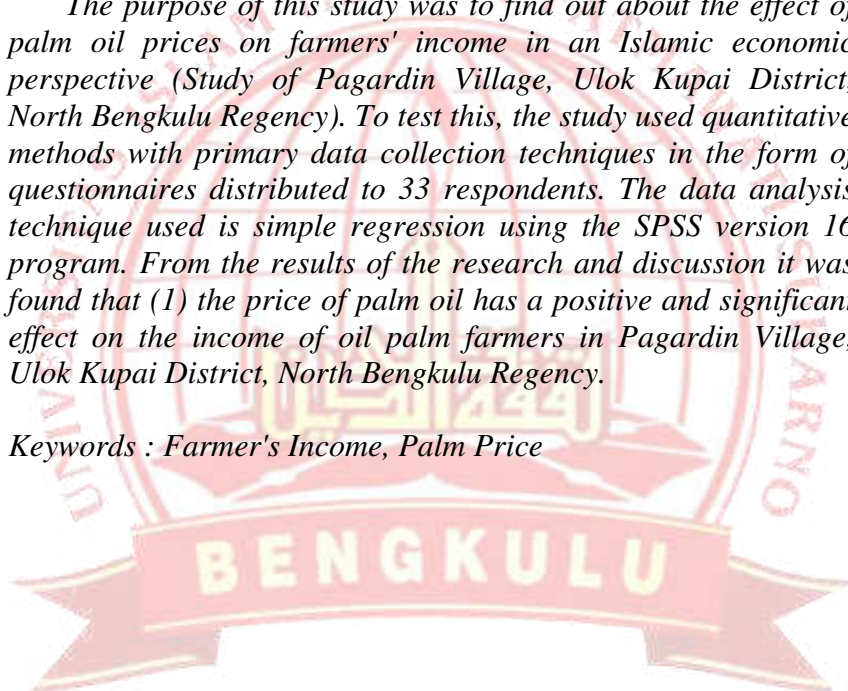 The purpose of this study was to find out about the effect of
palm oil prices on farmers' income in an Islamic economic
perspective (Study of Pagardin Village, Ulok Kupai District,
North Bengkulu Regency). To test this, the study used quantitative
methods with primary data collection techniques in the form of
questionnaires distributed to 33 respondents. The data analysis
technique used is simple regression using the SPSS version 16
program. From the results of the research and discussion it was
found that (1) the price of palm oil has a positive and significant
effect on the income of oil palm farmers in Pagardin Village,
Ulok Kupai District, North Bengkulu Regency.
Keywords : Farmer's Income, Palm Price
BENGKULU